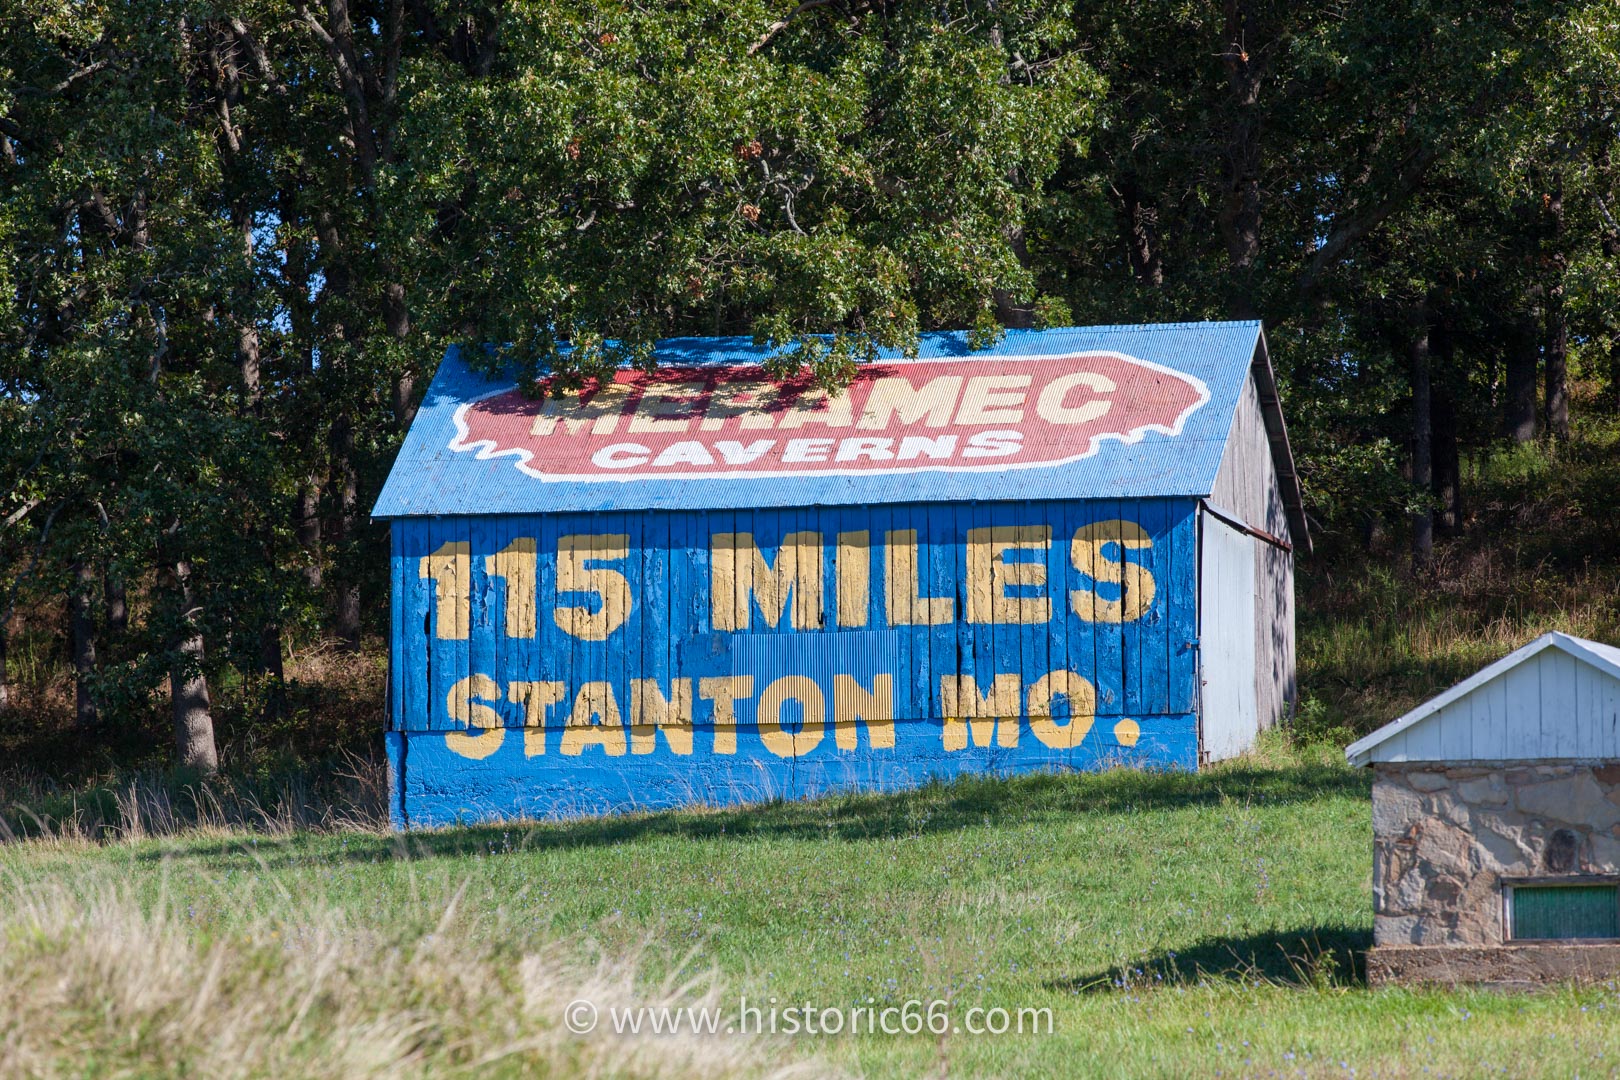 MERAMEC
CAVERNS
115 MILES
STANTON MO.
© www.historic66.com